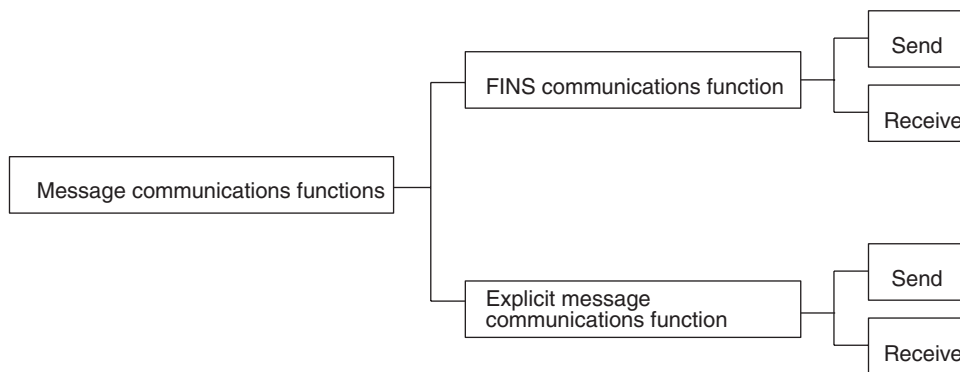 Send
FINS communications function
Receive
Message communications functions
Send
Explicit message
communications function
Receive